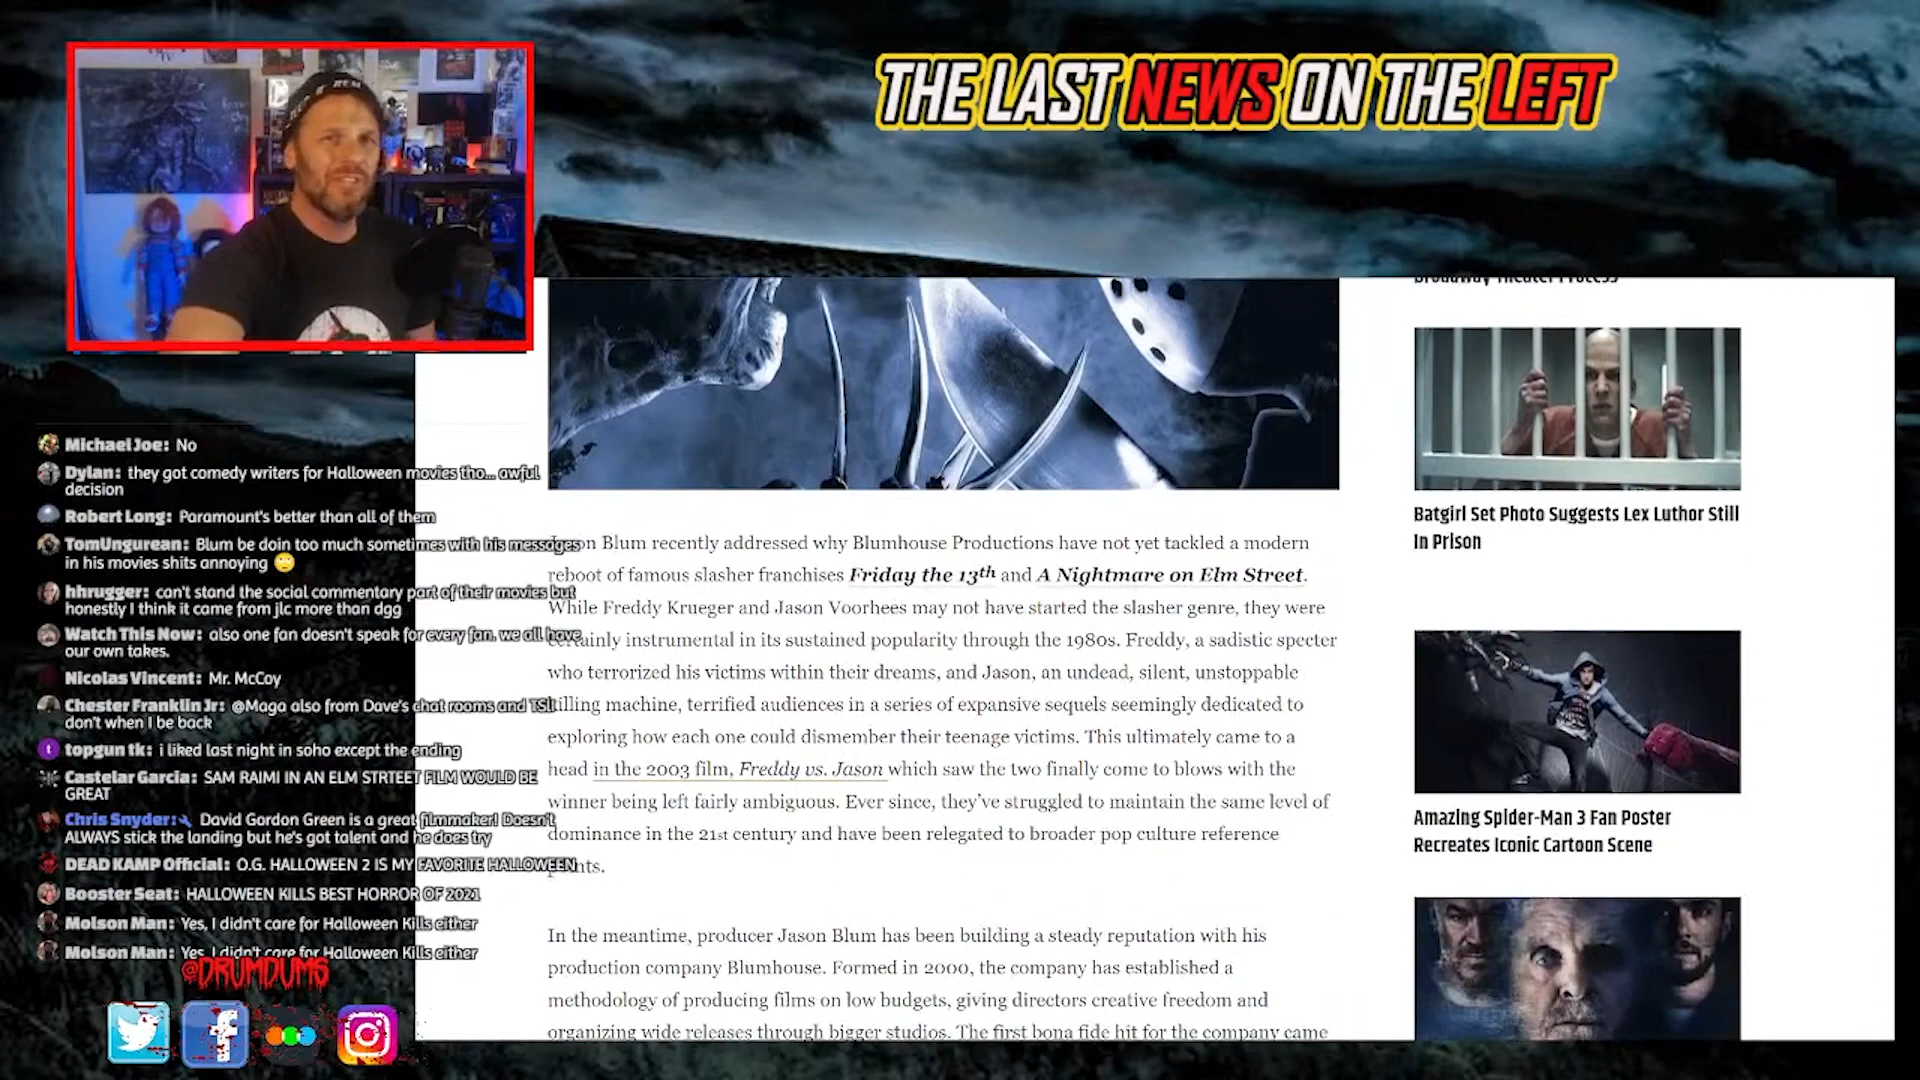 THE LAST NEWS ON THE LEFT
Michael Joe: No
Dylan: they got comedy writers for Halloween movies tho... awful
decision
Robert Long: Paramount's better than all of them
TomUngurean: Blum be doin too much sometimes with his messages
in his movies shits annoying 🙄
hhrugger: can't stand the social commentary part of their movies but
honestly I think it came from jlc more than dgg
Watch This Now: also one fan doesn't speak for every fan. we all have
our own takes.
Nicolas Vincent: Mr. McCoy
Chester Franklin Jr: @Maga also from Dave's chat rooms and TSL
don't when I be back
topgun tk: i liked last night in soho except the ending
Castelar Garcia: SAM RAIMI IN AN ELM STRTEET FILM WOULD BE
GREAT
Chris Snyder: David Gordon Green is a great filmmaker! Doesn't
ALWAYS stick the landing but he's got talent and he does try
DEAD KAMP Official: O.G. HALLOWEEN 2 IS MY FAVORITE HALLOWEEN
Booster Seat: HALLOWEEN KILLS BEST HORROR OF 2021
Molson Man: Yes, I didn't care for Halloween Kills either
Molson Man: Yes, I didn't care for Halloween Kills either
@DRUMDUMS
Blum recently addressed why Blumhouse Productions have not yet tackled a modern
reboot of famous slasher franchises Friday the 13th and A Nightmare on Elm Street.
While Freddy Krueger and Jason Voorhees may not have started the slasher genre, they were
certainly instrumental in its sustained popularity through the 1980s. Freddy, a sadistic specter
who terrorized his victims within their dreams, and Jason, an undead, silent, unstoppable
killing machine, terrified audiences in a series of expansive sequels seemingly dedicated to
exploring how each one could dismember their teenage victims. This ultimately came to a
head in the 2003 film, Freddy vs. Jason which saw the two finally come to blows with the
winner being left fairly ambiguous. Ever since, they've struggled to maintain the same level of
dominance in the 21st century and have been relegated to broader pop culture reference
points.
In the meantime, producer Jason Blum has been building a steady reputation with his
production company Blumhouse. Formed in 2000, the company has established a
methodology of producing films on low budgets, giving directors creative freedom and
organizing wide releases through bigger studios. The first bona fide hit for the company came
Broadway Theater Process
Batgirl Set Photo Suggests Lex Luthor Still
In Prison
Amazing Spider-Man 3 Fan Poster
Recreates Iconic Cartoon Scene